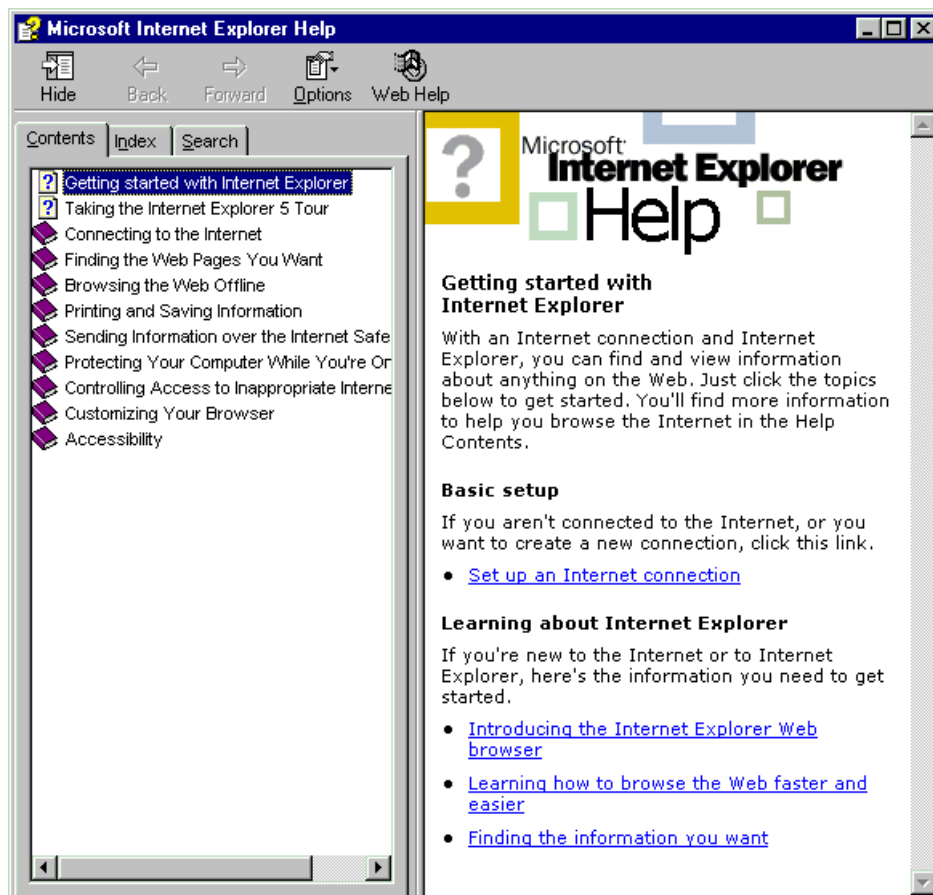 Microsoft Internet Explorer Help
Hide Back Forward Options Web Help
Contents Index Search
Getting started with Internet Explorer
Taking the Internet Explorer 5 Tour
Connecting to the Internet
Finding the Web Pages You Want
Browsing the Web Offline
Printing and Saving Information
Sending Information over the Internet Safe
Protecting Your Computer While You're On
Controlling Access to Inappropriate Interne
Customizing Your Browser
Accessibility
?
Microsoft
Internet Explorer
Help
Getting started with
Internet Explorer
With an Internet connection and Internet
Explorer, you can find and view information
about anything on the Web. Just click the topics
below to get started. You'll find more information
to help you browse the Internet in the Help
Contents.
Basic setup
If you aren't connected to the Internet, or you
want to create a new connection, click this link.
• Set up an Internet connection
Learning about Internet Explorer
If you're new to the Internet or to Internet
Explorer, here's the information you need to get
started.
• Introducing the Internet Explorer Web
browser
• Learning how to browse the Web faster and
easier
• Finding the information you want